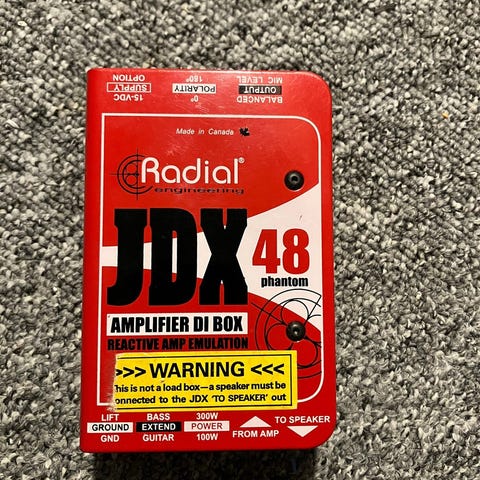 BALANCED 0° 15-VDC
OUTPUT POLARITY SUPPLY
MIC LEVEL 180° OPTION
Made in Canada
Radial®
engineering
JDX
48
phantom
AMPLIFIER DI BOX
REACTIVE AMP EMULATION
>>> WARNING <<<
his is not a load box—a speaker must be
onnected to the JDX 'TO SPEAKER' out
LIFT BASS 300W TO SPEAKER
GROUND EXTEND POWER
GND GUITAR 100W FROM AMP